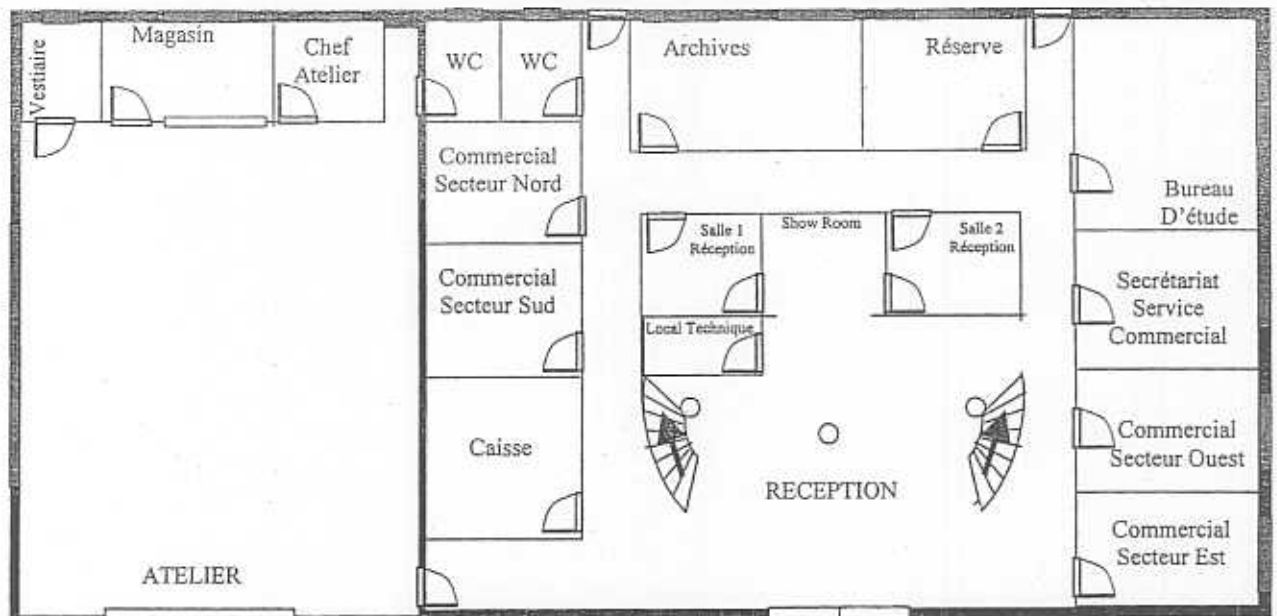 Vestiaire
Magasin
Chef
Atelier
WC
WC
Archives
Réserve
Commercial
Secteur Nord
Bureau
D'étude
Salle 1
Réception
Show Room
Salle 2
Réception
Commercial
Secteur Sud
Secrétariat
Service
Commercial
Local Technique
Caisse
Commercial
Secteur Ouest
RECEPTION
Commercial
Secteur Est
ATELIER